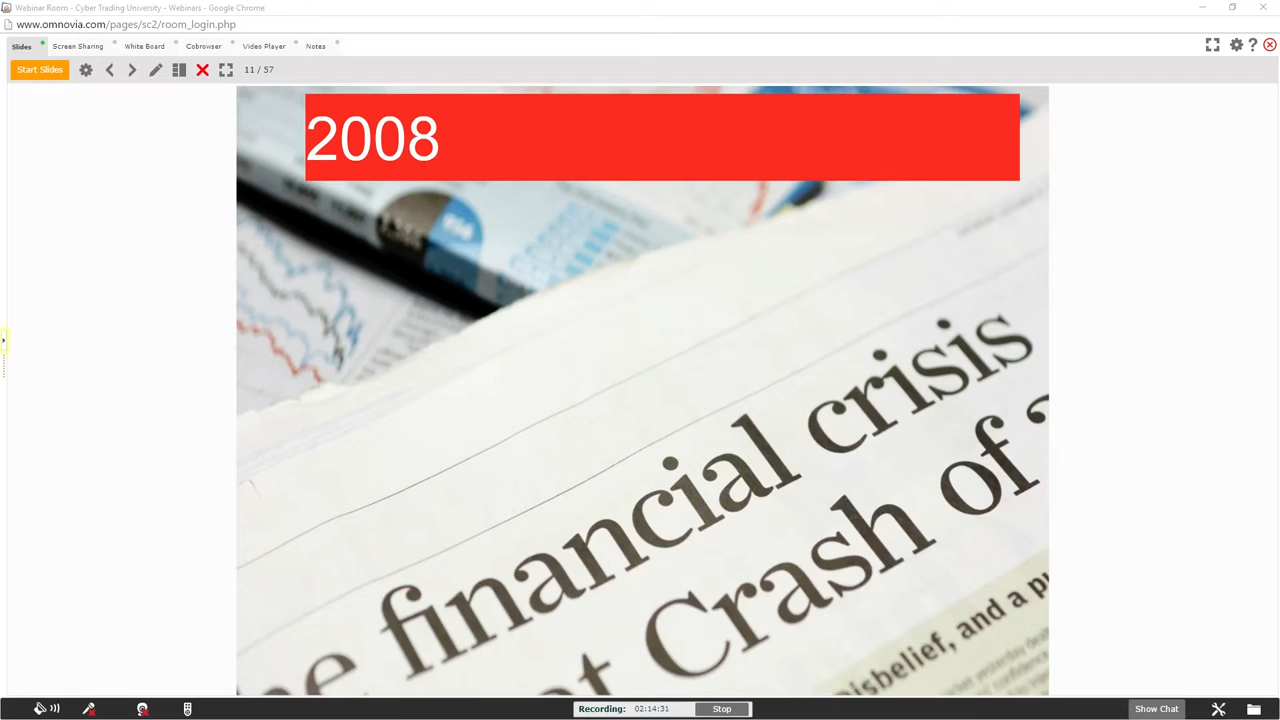 Webinar Room - Cyber Trading University - Webinars - Google Chrome
www.omnovia.com/pages/sc2/room_login.php
Slides Screen Sharing White Board Cobrowser Video Player Notes
Start Slides 11 / 57
2008
financial crisis
Crash of
and a
Recording: 02:14:31 Stop Show Chat